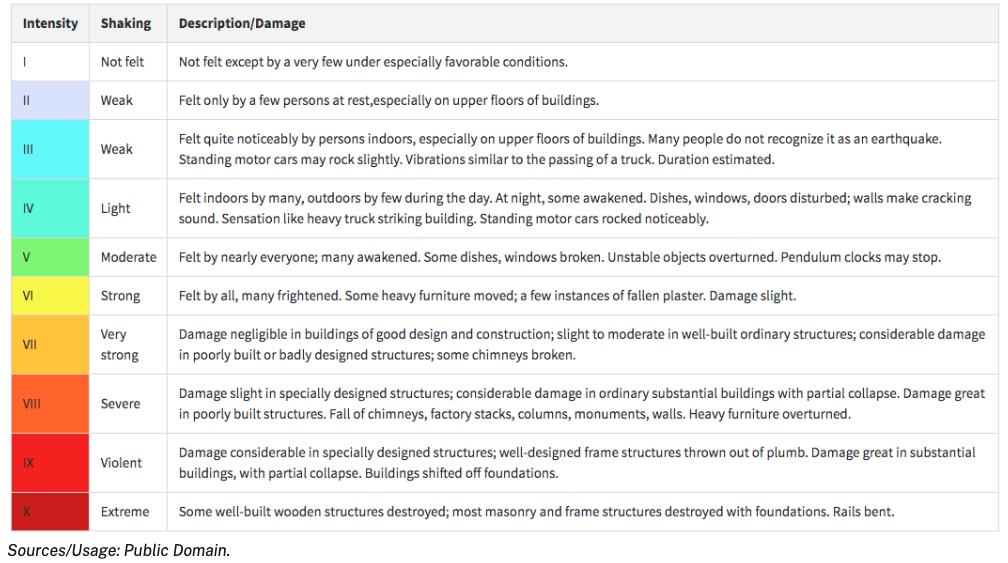 Intensity Shaking Description/Damage
I Not felt Not felt except by a very few under especially favorable conditions.
II Weak Felt only by a few persons at rest,especially on upper floors of buildings.
III Weak Felt quite noticeably by persons indoors, especially on upper floors of buildings. Many people do not recognize it as an earthquake.
Standing motor cars may rock slightly. Vibrations similar to the passing of a truck. Duration estimated.
IV Light Felt indoors by many, outdoors by few during the day. At night, some awakened. Dishes, windows, doors disturbed; walls make cracking
sound. Sensation like heavy truck striking building. Standing motor cars rocked noticeably.
V Moderate Felt by nearly everyone; many awakened. Some dishes, windows broken. Unstable objects overturned. Pendulum clocks may stop.
VI Strong Felt by all, many frightened. Some heavy furniture moved; a few instances of fallen plaster. Damage slight.
VII Very
strong Damage negligible in buildings of good design and construction; slight to moderate in well-built ordinary structures; considerable damage
in poorly built or badly designed structures; some chimneys broken.
VIII Severe Damage slight in specially designed structures; considerable damage in ordinary substantial buildings with partial collapse. Damage great
in poorly built structures. Fall of chimneys, factory stacks, columns, monuments, walls. Heavy furniture overturned.
IX Violent Damage considerable in specially designed structures; well-designed frame structures thrown out of plumb. Damage great in substantial
buildings, with partial collapse. Buildings shifted off foundations.
X Extreme Some well-built wooden structures destroyed; most masonry and frame structures destroyed with foundations. Rails bent.
Sources/Usage: Public Domain.